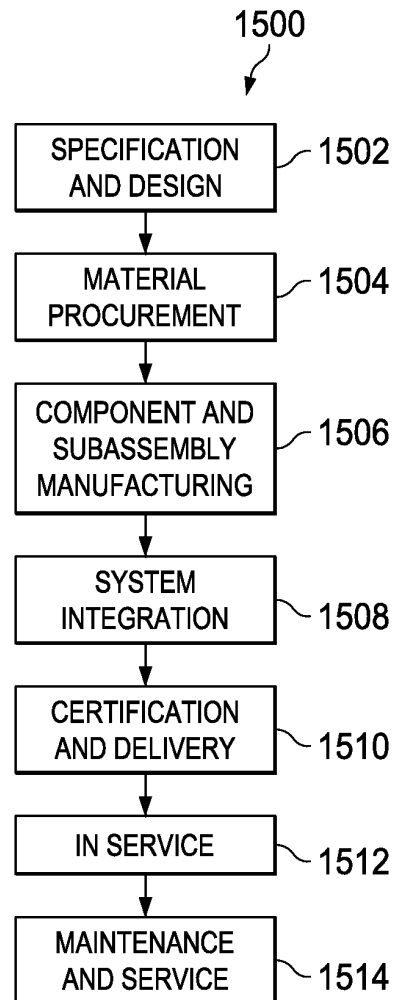 1500
SPECIFICATION
AND DESIGN
1502
MATERIAL
PROCUREMENT
1504
COMPONENT AND
SUBASSEMBLY
MANUFACTURING
1506
SYSTEM
INTEGRATION
1508
CERTIFICATION
AND DELIVERY
1510
IN SERVICE
1512
MAINTENANCE
AND SERVICE
1514